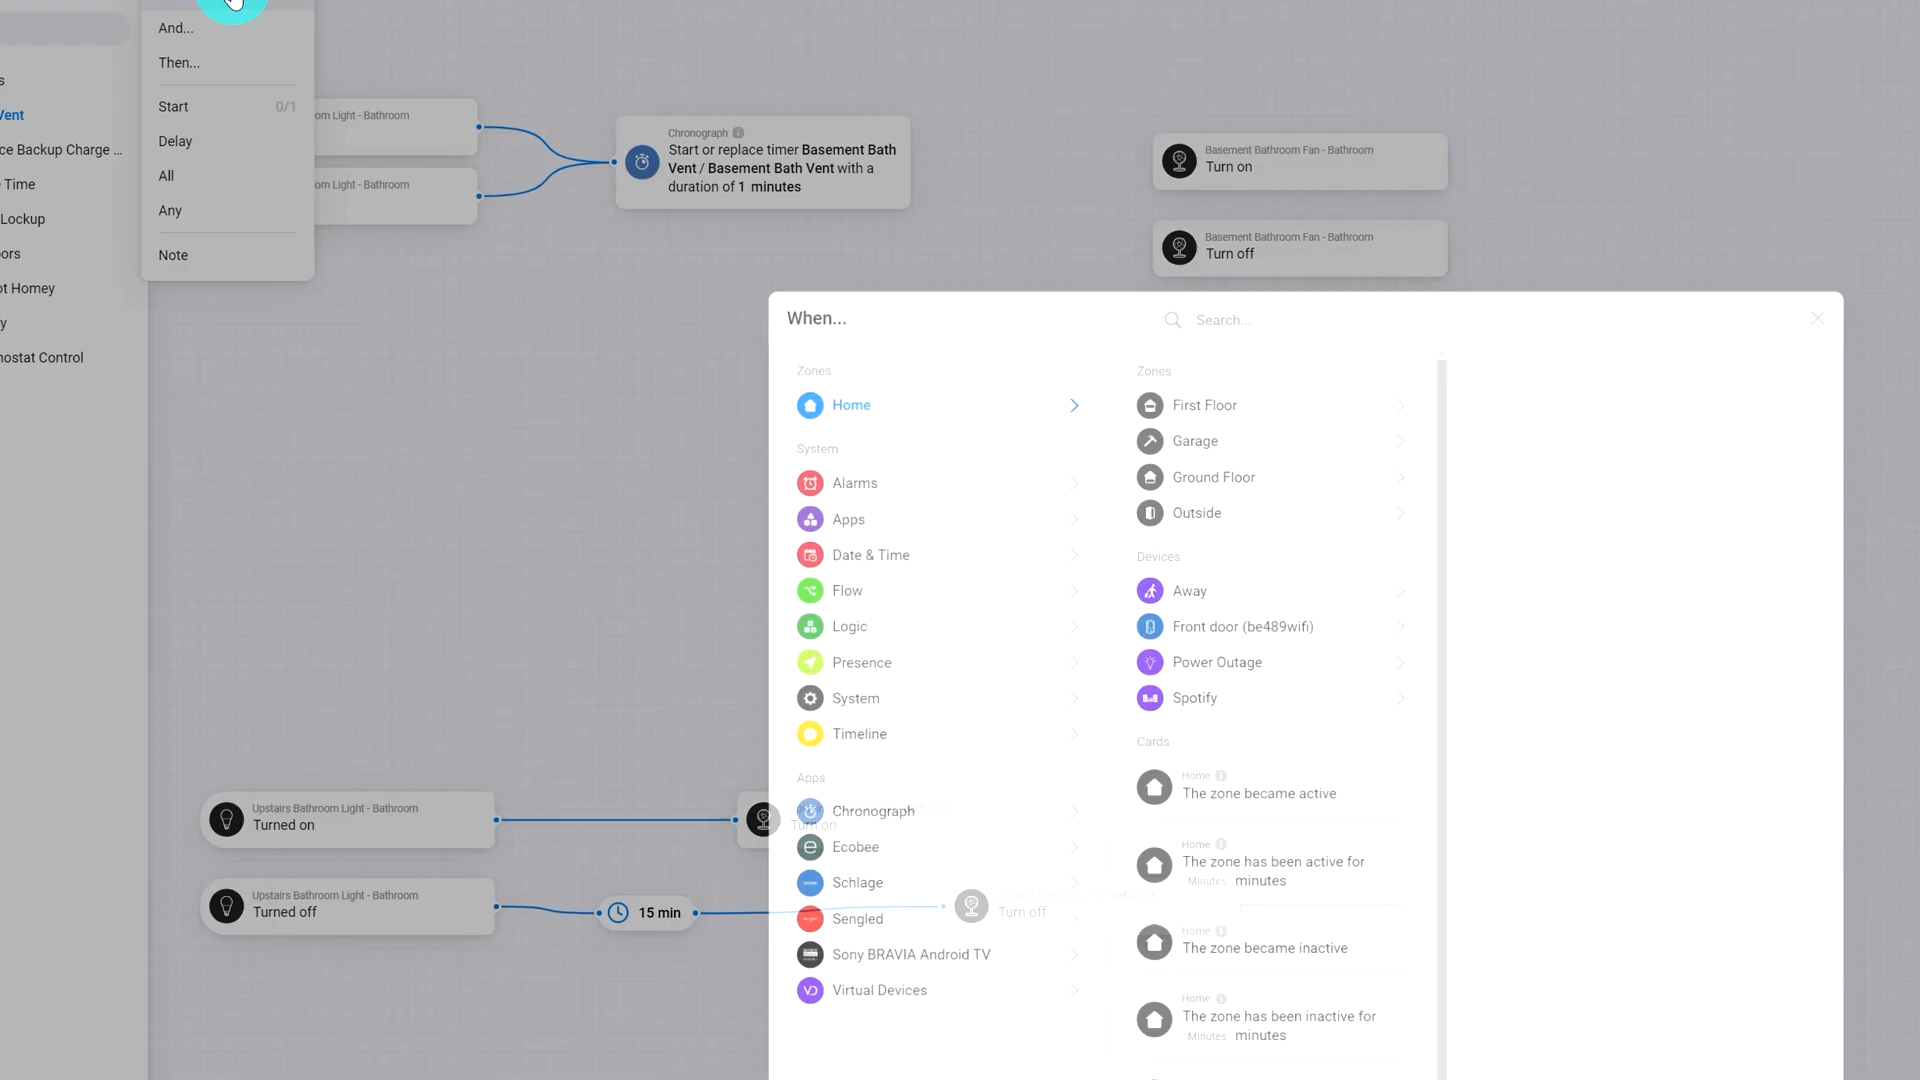 And...
Then...
Start 0/1
Delay
All
Any
Note
s
Vent
ce Backup Charge ...
Time
Lockup
ors
ot Homey
y
nostat Control
om Light - Bathroom
om Light - Bathroom
Chronograph
Start or replace timer Basement Bath
Vent / Basement Bath Vent with a
duration of 1 minutes
Basement Bathroom Fan - Bathroom
Turn on
Basement Bathroom Fan - Bathroom
Turn off
When...
Search...
Zones
Home
System
Alarms
Apps
Date & Time
Flow
Logic
Presence
System
Timeline
Apps
Chronograph
Ecobee
Schlage
Sengled
Sony BRAVIA Android TV
Virtual Devices
Zones
First Floor
Garage
Ground Floor
Outside
Devices
Away
Front door (be489wifi)
Power Outage
Spotify
Cards
Home
The zone became active
Home
The zone has been active for
Minutes minutes
Home
The zone became inactive
Home
The zone has been inactive for
Minutes minutes
Upstairs Bathroom Light - Bathroom
Turned on
Turn on
Upstairs Bathroom Light - Bathroom
Turned off
15 min
Turn off